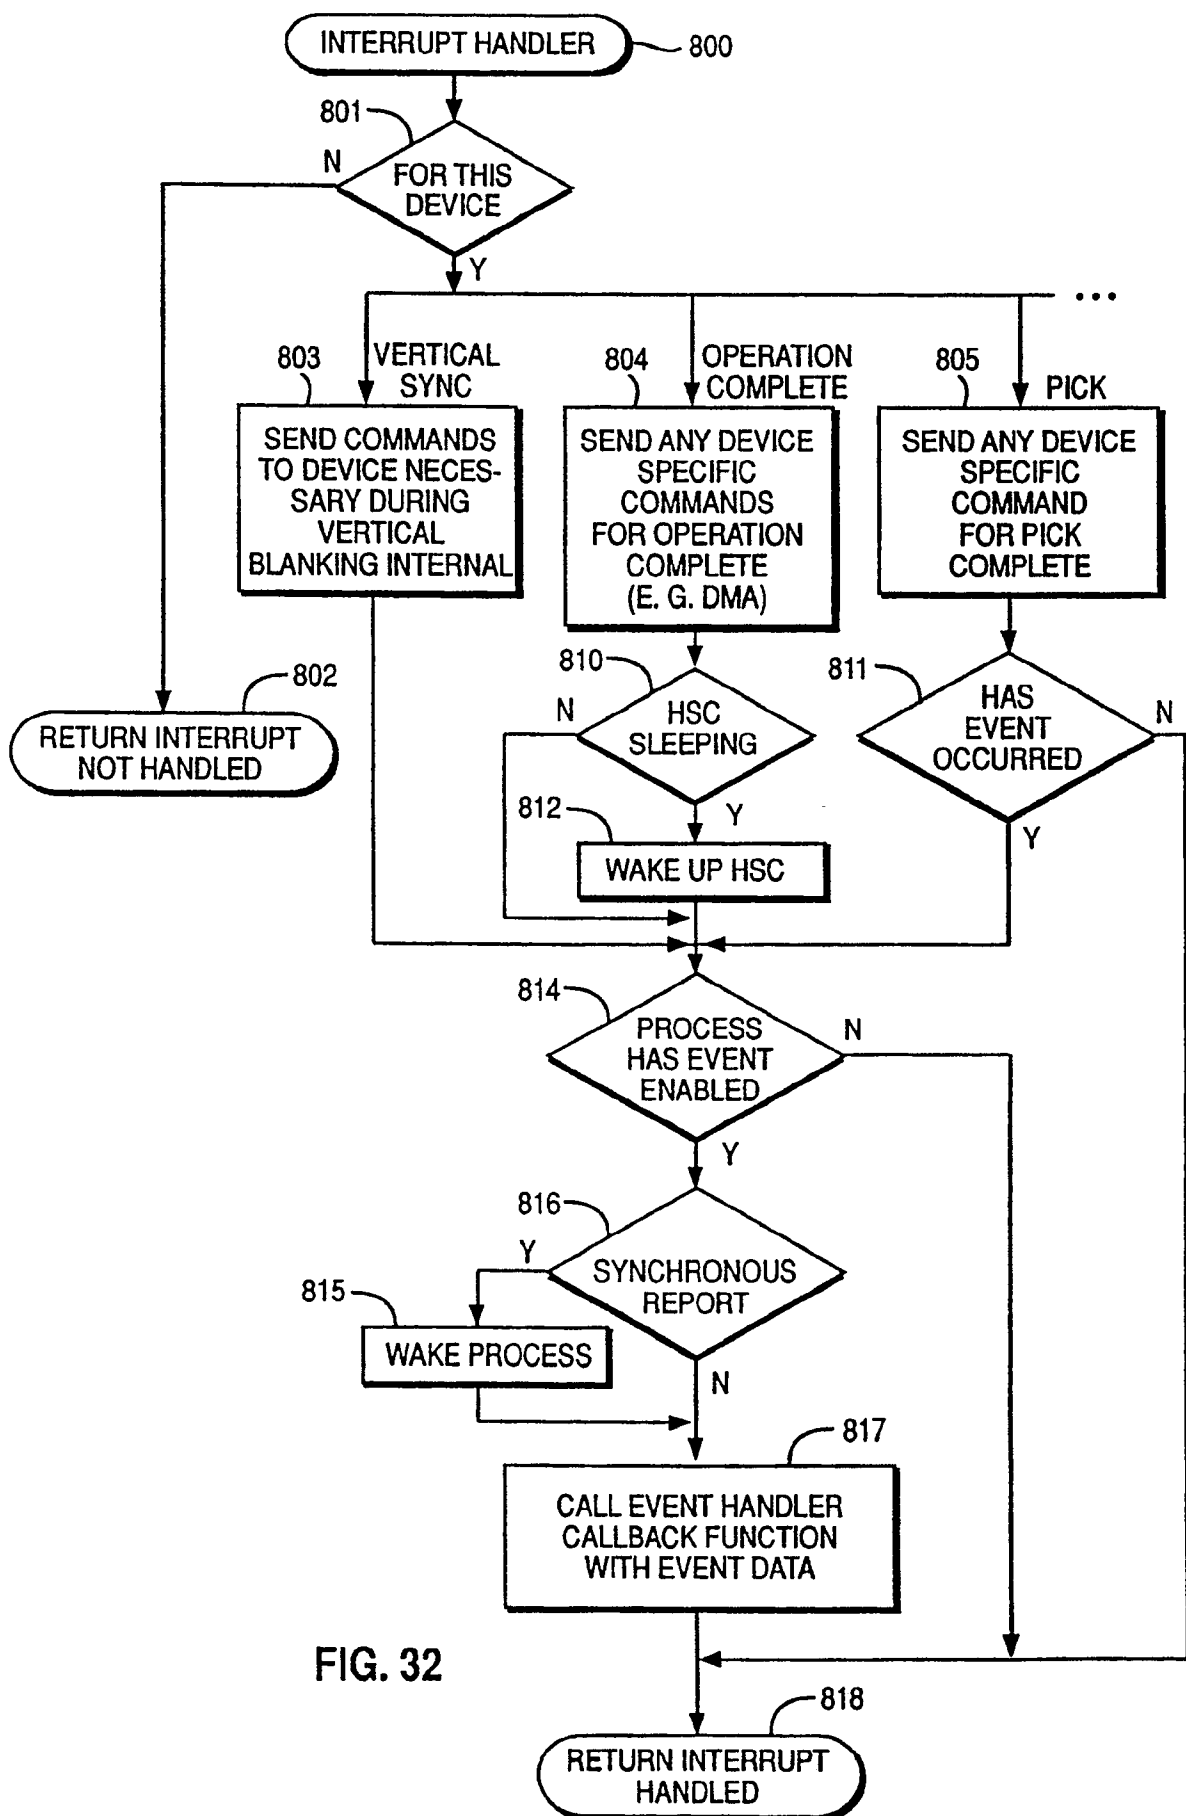 INTERRUPT HANDLER
800
801
N
FOR THIS
DEVICE
Y
...
803
VERTICAL
SYNC
804
OPERATION
COMPLETE
805
PICK
SEND COMMANDS
TO DEVICE NECES-
SARY DURING
VERTICAL
BLANKING INTERNAL
SEND ANY DEVICE
SPECIFIC
COMMANDS
FOR OPERATION
COMPLETE
(E. G. DMA)
SEND ANY DEVICE
SPECIFIC
COMMAND
FOR PICK
COMPLETE
802
RETURN INTERRUPT
NOT HANDLED
810
N
HSC
SLEEPING
Y
811
HAS
EVENT
OCCURRED
N
Y
812
WAKE UP HSC
814
PROCESS
HAS EVENT
ENABLED
N
Y
816
Y
SYNCHRONOUS
REPORT
N
815
WAKE PROCESS
817
CALL EVENT HANDLER
CALLBACK FUNCTION
WITH EVENT DATA
FIG. 32
818
RETURN INTERRUPT
HANDLED